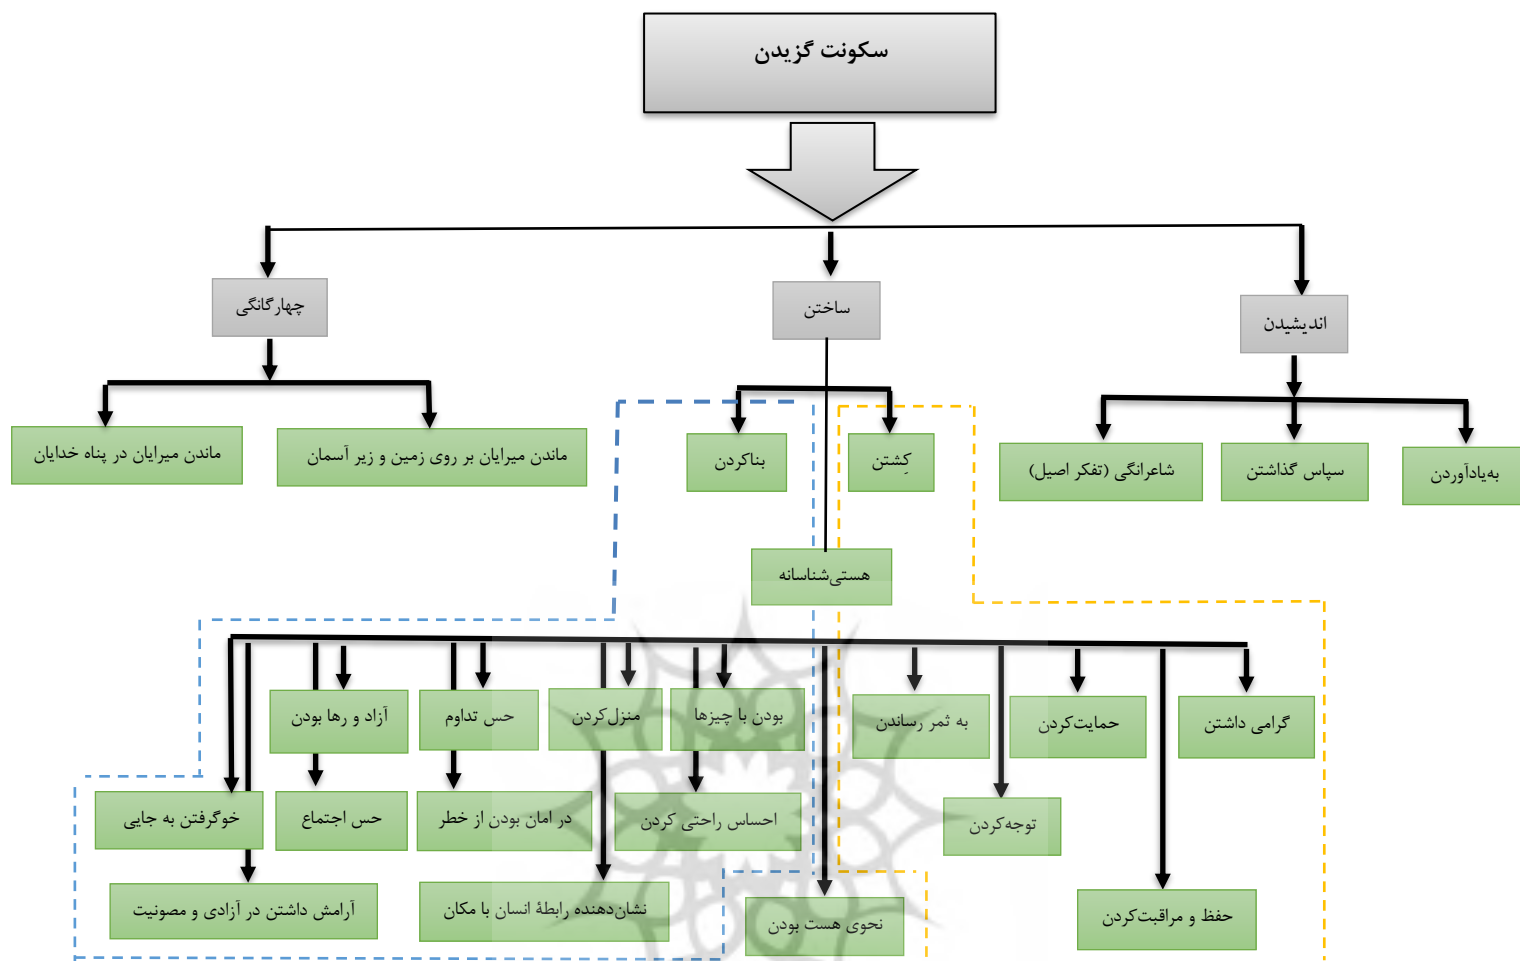 سکونت گزیدن
اندیشیدن
ساختن
چهارگانگی
به‌یادآوردن
سپاس گذاشتن
شاعرانگی (تفکر اصیل)
کِشتن
بناکردن
ماندن میرایان بر روی زمین و زیر آسمان
ماندن میرایان در پناه خدایان
هستی‌شناسانه
گرامی داشتن
حمایت‌کردن
به ثمر رساندن
بودن با چیزها
منزل‌کردن
حس تداوم
آزاد و رها بودن
توجه‌کردن
احساس راحتی کردن
در امان بودن از خطر
حس اجتماع
خوگرفتن به جایی
حفظ و مراقبت‌کردن
نحوی هست بودن
نشان‌دهنده رابطهٔ انسان با مکان
آرامش داشتن در آزادی و مصونیت